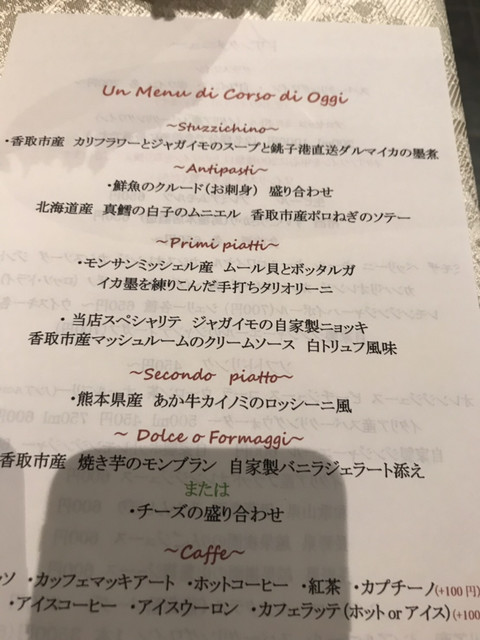 Un Menu di Corso di Oggi
~Stuzzichino~
・香取市産 カリフラワーとジャガイモのスープと銚子港直送ダルマイカの墨煮
~Antipasti~
・鮮魚のクルード(お刺身) 盛り合わせ
北海道産 真鱈の白子のムニエル 香取市産ポロねぎのソテー
~Primi piatti~
・モンサンミッシェル産 ムール貝とボッタルガ
イカ墨を練りこんだ手打ちタリオリーニ
・当店スペシャリテ ジャガイモの自家製ニョッキ
香取市産マッシュルームのクリームソース 白トリュフ風味
~Secondo piatto~
・熊本県産 あか牛カイノミのロッシーニ風
~ Dolce o Formaggi~
香取市産 焼き芋のモンブラン 自家製バニラジェラート添え
または
・チーズの盛り合わせ
~Caffe~
ッソ ・カッフェマッキアート ・ホットコーヒー ・紅茶 ・カプチーノ(+100円)
・アイスコーヒー ・アイスウーロン ・カフェラッテ(ホット or アイス)(+100